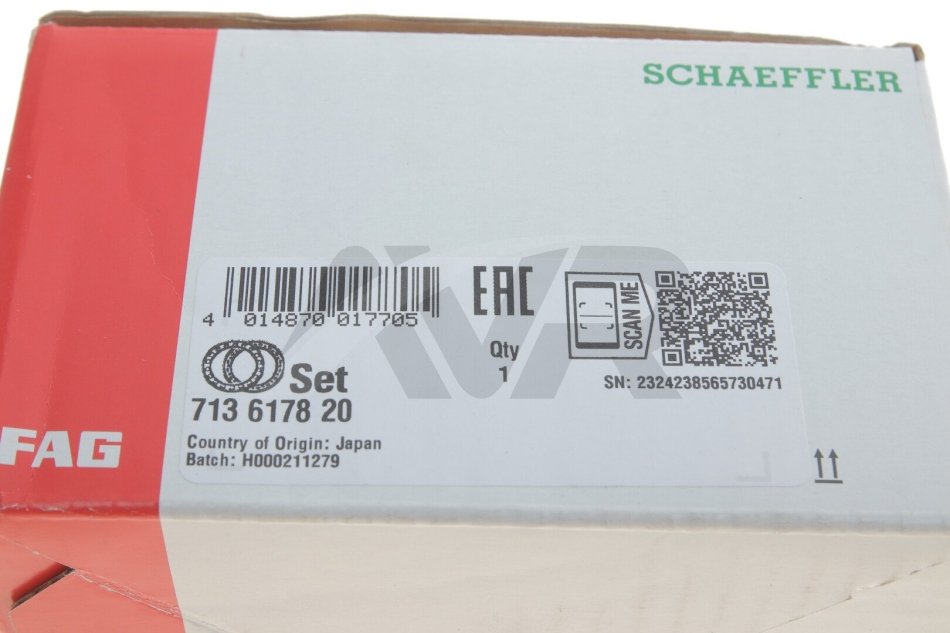 SCHAEFFLER
4 014870 017705
EAC
SCAN ME
Qty
1
SN: 2324238565730471
Set
713 6178 20
Country of Origin: Japan
Batch: H000211279
FAG
AVR